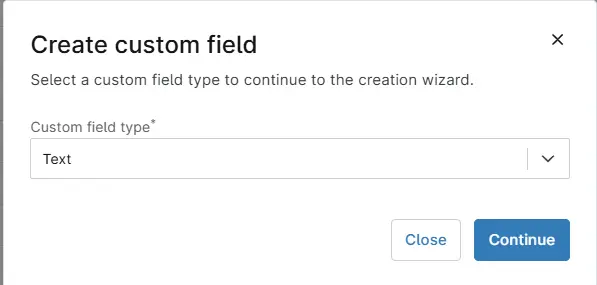 Create custom field
Select a custom field type to continue to the creation wizard.
Custom field type*
Text
Close
Continue